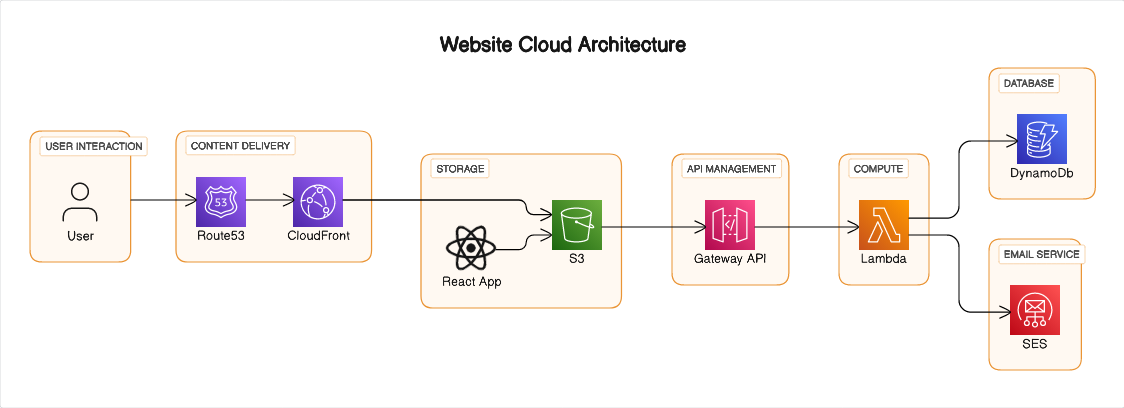 Website Cloud Architecture
USER INTERACTION
User
CONTENT DELIVERY
53
Route53
CloudFront
STORAGE
React App
S3
API MANAGEMENT
</>
Gateway API
COMPUTE
Lambda
DATABASE
DynamoDb
EMAIL SERVICE
SES